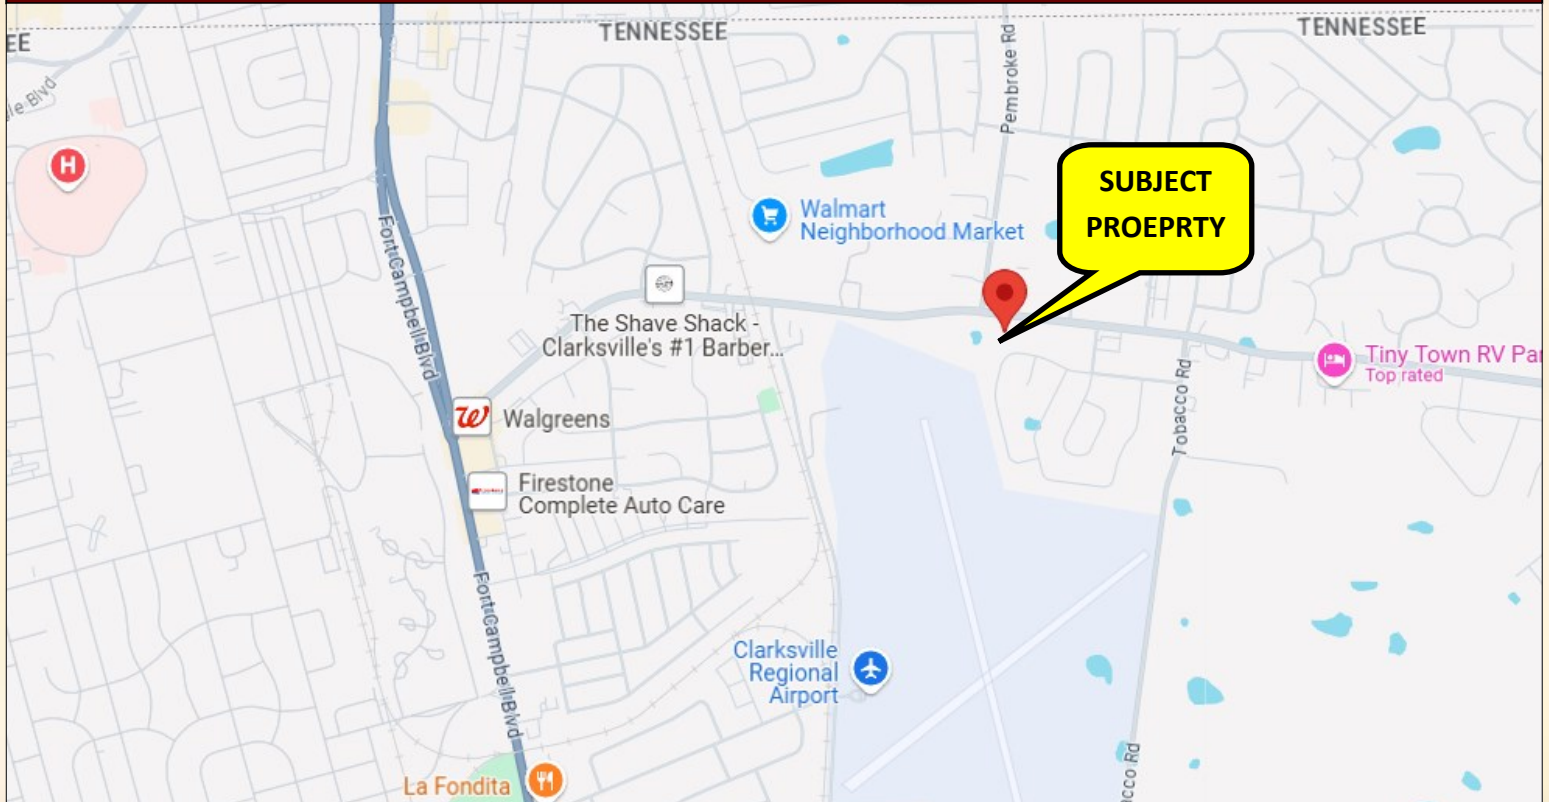 TENNESSEE
TENNESSEE
EE
le Blvd
Pembroke Rd
H
SUBJECT
PROEPRTY
Walmart
Neighborhood Market
Fort Campbell Blvd
The Shave Shack -
Clarksville's #1 Barber...
Tiny Town RV Par
Top rated
Tobacco Rd
Walgreens
Firestone
Complete Auto Care
Fort Campbell Blvd
Clarksville
Regional
Airport
acco Rd
La Fondita